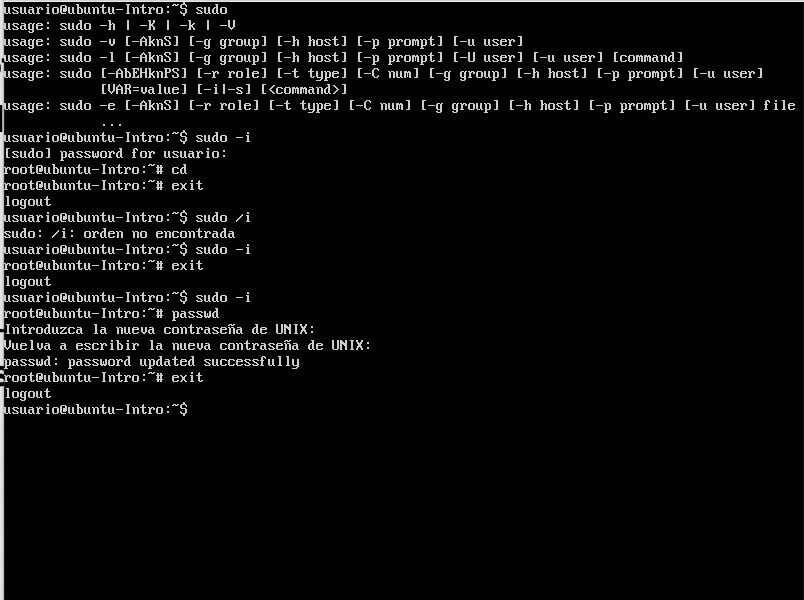 usuario@ubuntu-Intro:~$ sudo
usage: sudo -h | -K | -k | -V
usage: sudo -v [-AknS] [-g group] [-h host] [-p prompt] [-u user]
usage: sudo -l [-AknS] [-g group] [-h host] [-p prompt] [-U user] [-u user] [command]
usage: sudo [-AbEHknPS] [-r role] [-t type] [-C num] [-g group] [-h host] [-p prompt] [-u user]
[VAR=value] [-i|-s] [<command>]
usage: sudo -e [-AknS] [-r role] [-t type] [-C num] [-g group] [-h host] [-p prompt] [-u user] file
...
usuario@ubuntu-Intro:~$ sudo -i
[sudo] password for usuario:
root@ubuntu-Intro:~# cd
root@ubuntu-Intro:~# exit
logout
usuario@ubuntu-Intro:~$ sudo /i
sudo: /i: orden no encontrada
usuario@ubuntu-Intro:~$ sudo -i
root@ubuntu-Intro:~# exit
logout
usuario@ubuntu-Intro:~$ sudo -i
root@ubuntu-Intro:~# passwd
Introduzca la nueva contraseña de UNIX:
Vuelva a escribir la nueva contraseña de UNIX:
passwd: password updated successfully
root@ubuntu-Intro:~# exit
logout
usuario@ubuntu-Intro:~$